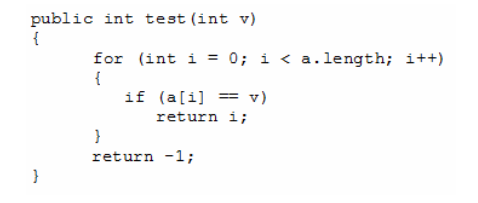 public int test(int v)
{
for (int i = 0; i < a.length; i++)
{
if (a[i] == v)
return i;
}
return -1;
}